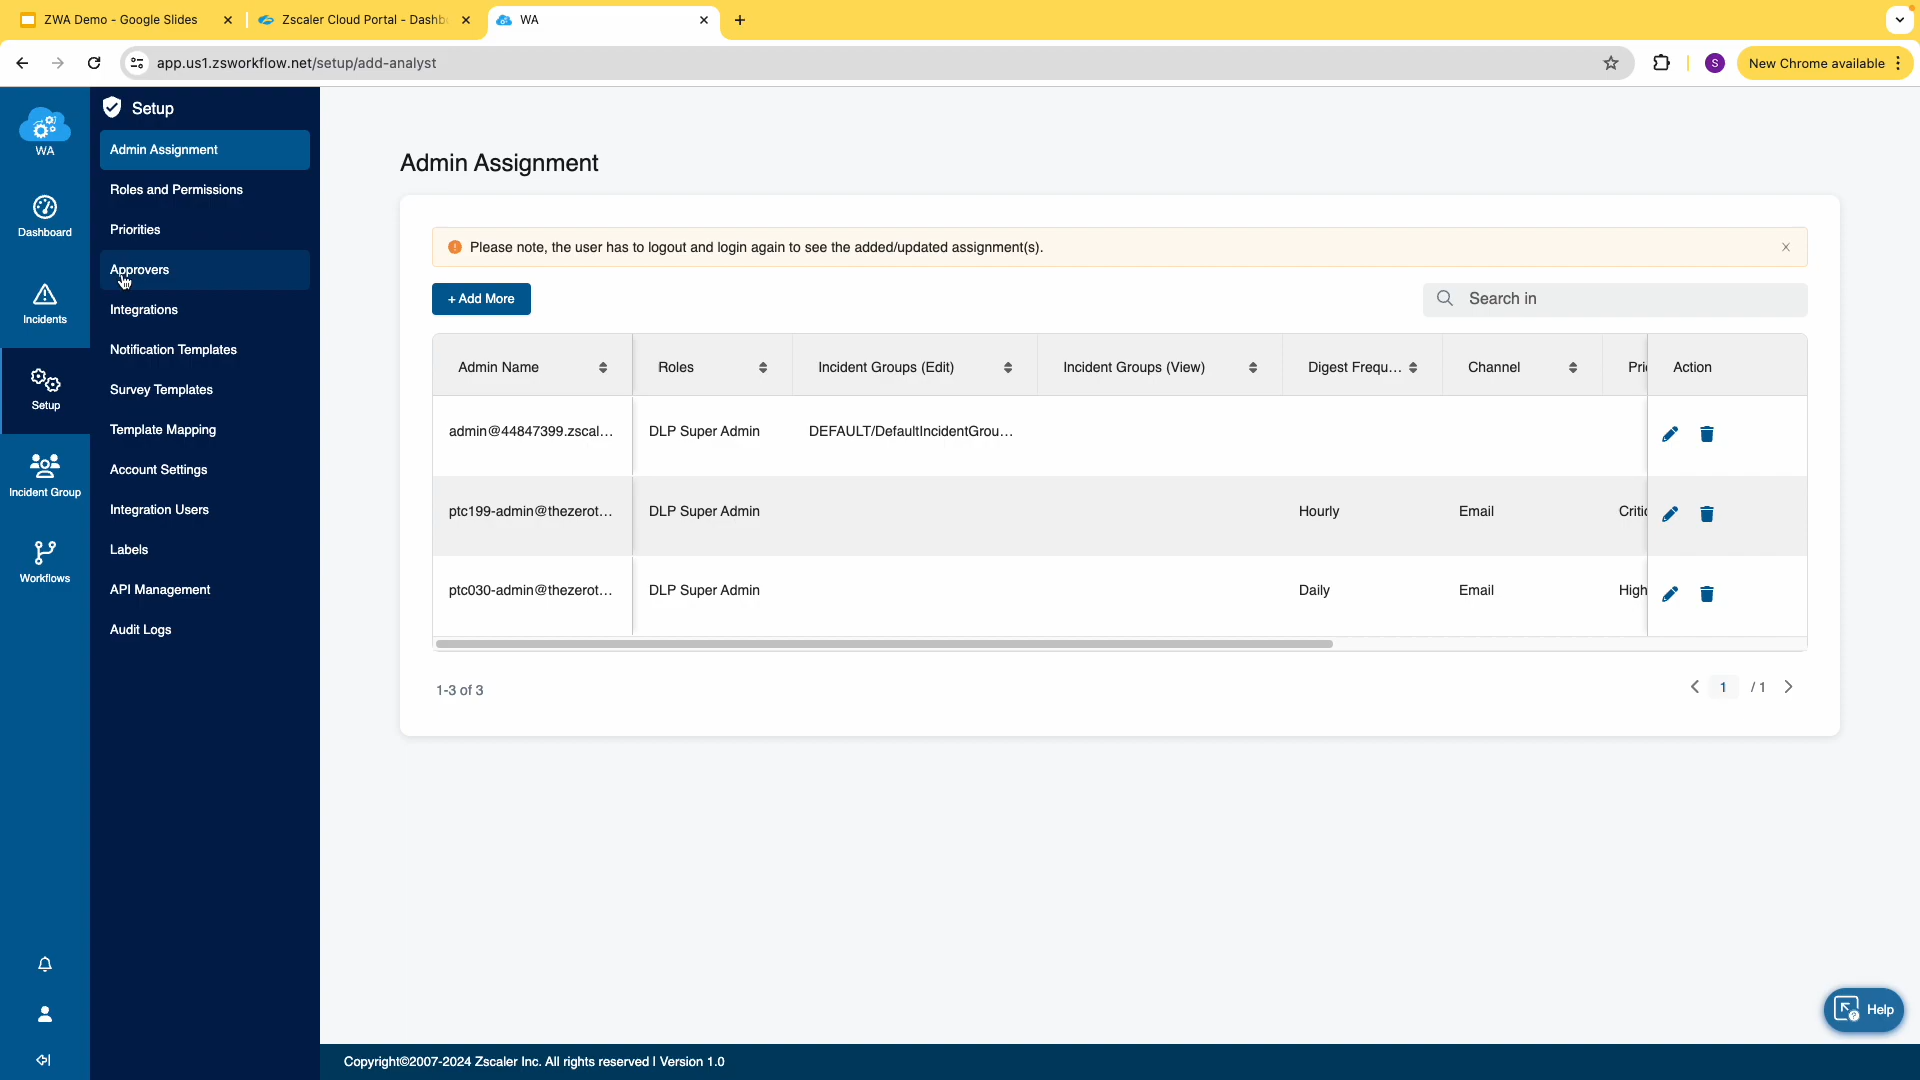 ZWA Demo - Google Slides
Zscaler Cloud Portal - Dashb
WA
app.us1.zsworkflow.net/setup/add-analyst
S
New Chrome available
WA
Dashboard
Incidents
Setup
Incident Group
Workflows
Setup
Admin Assignment
Roles and Permissions
Priorities
Approvers
Integrations
Notification Templates
Survey Templates
Template Mapping
Account Settings
Integration Users
Labels
API Management
Audit Logs
Admin Assignment
Please note, the user has to logout and login again to see the added/updated assignment(s).
+ Add More
Search in
Admin Name Roles Incident Groups (Edit) Incident Groups (View) Digest Frequ... Channel Pri Action
admin@44847399.zscal... DLP Super Admin DEFAULT/DefaultIncidentGrou...
ptc199-admin@thezerot... DLP Super Admin Hourly Email Critic
ptc030-admin@thezerot... DLP Super Admin Daily Email High
1-3 of 3
1 / 1
Help
Copyright©2007-2024 Zscaler Inc. All rights reserved | Version 1.0